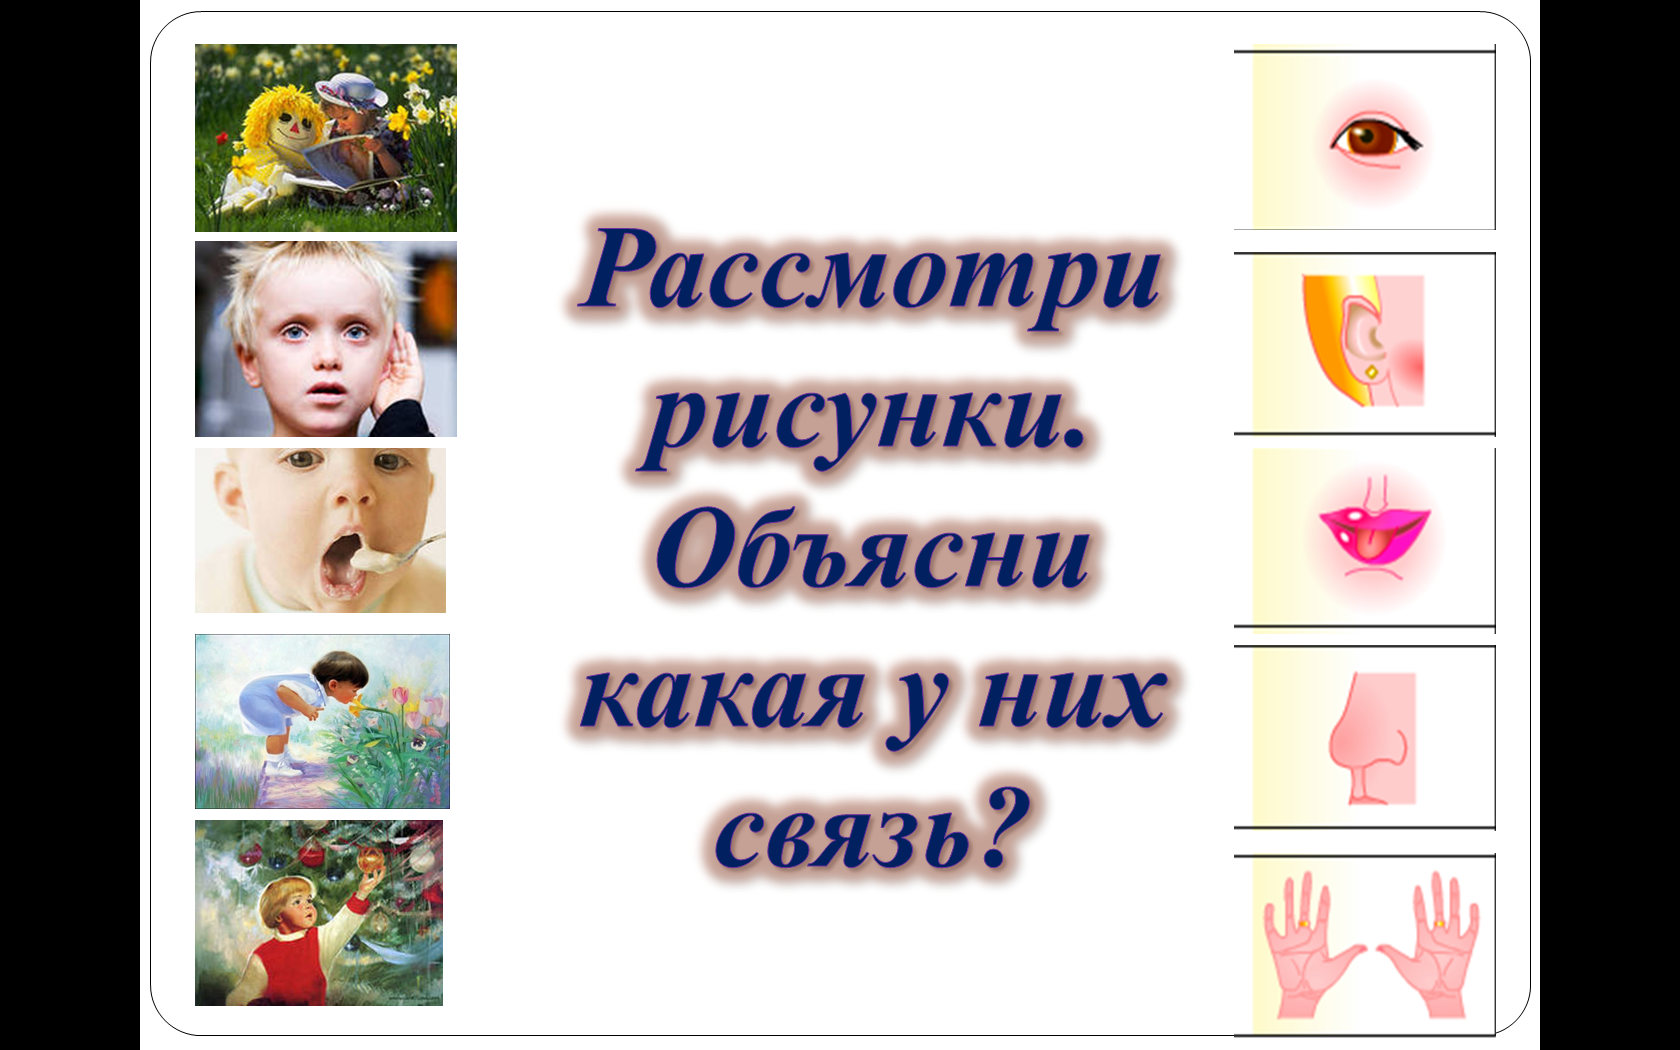 Рассмотри
рисунки.
Объясни
какая у них
связь?